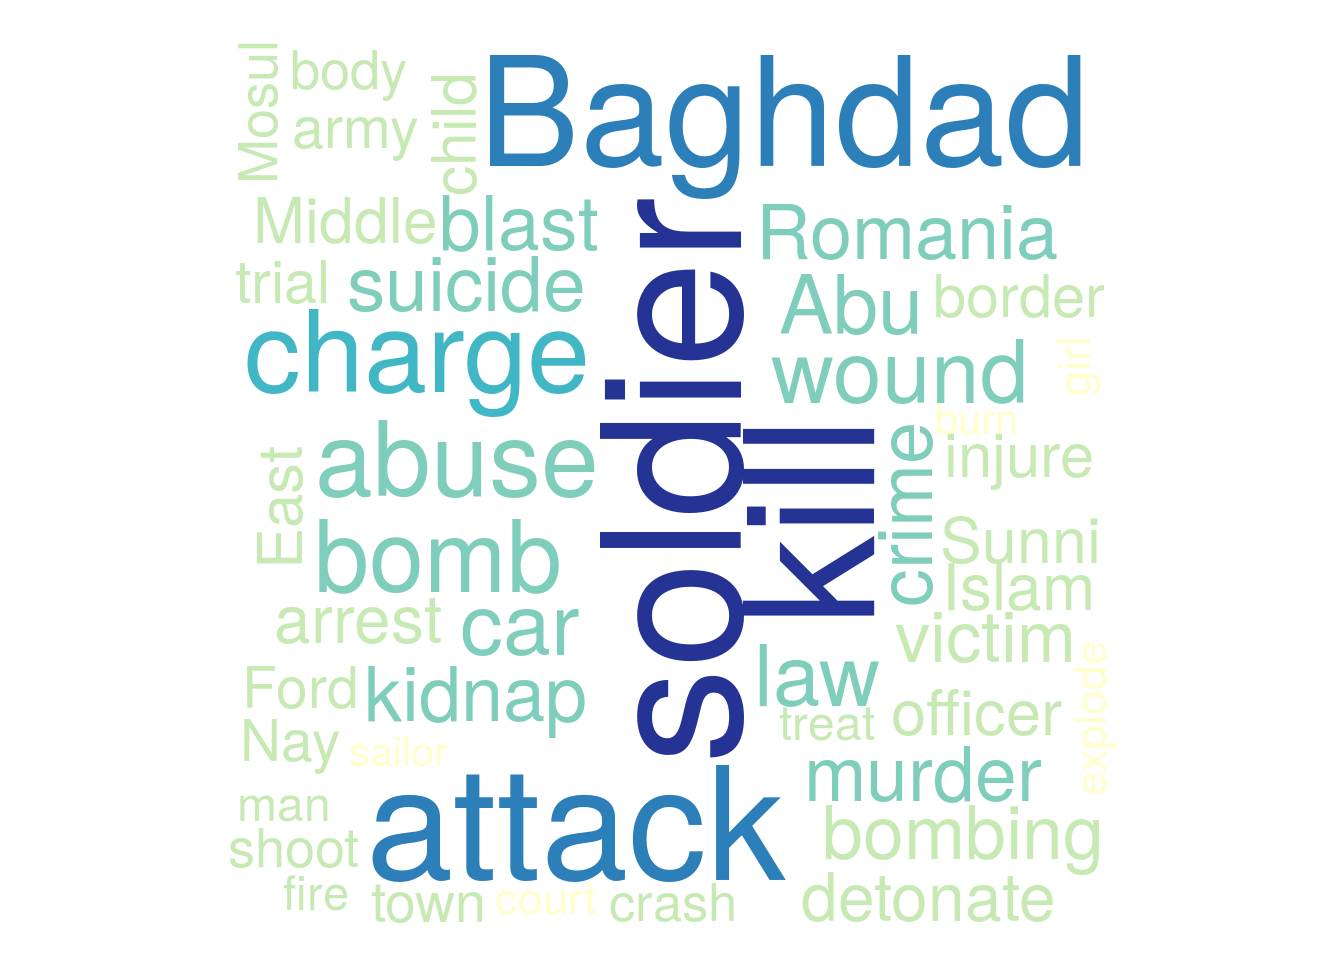 Mosul
body
army
child
Baghdad
Middle
blast
Romania
trial
suicide
soldier
Abu
border
charge
wound
girl
burn
abuse
kill
crime
injure
East
bomb
Sunni
Islam
arrest
car
victim
Ford
kidnap
law
officer
explode
Nay
sailor
treat
murder
man
attack
bombing
shoot
fire
town
court
crash
detonate